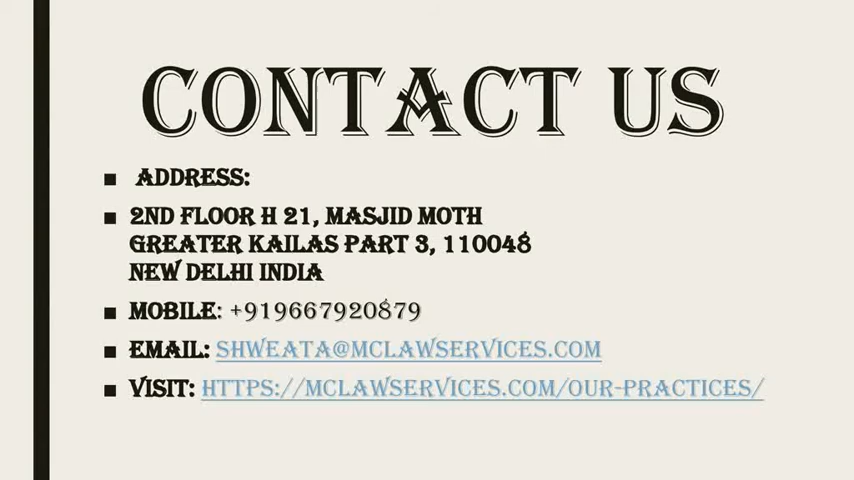 CONTACT US
■ ADDRESS:
■ 2ND FLOOR H 21, MASJID MOTH
GREATER KAILAS PART 3, 110048
NEW DELHI INDIA
■ MOBILE: +919667920879
■ EMAIL: SHWEATA@MCLAWSERVICES.COM
■ VISIT: HTTPS://MCLAWSERVICES.COM/OUR-PRACTICES/